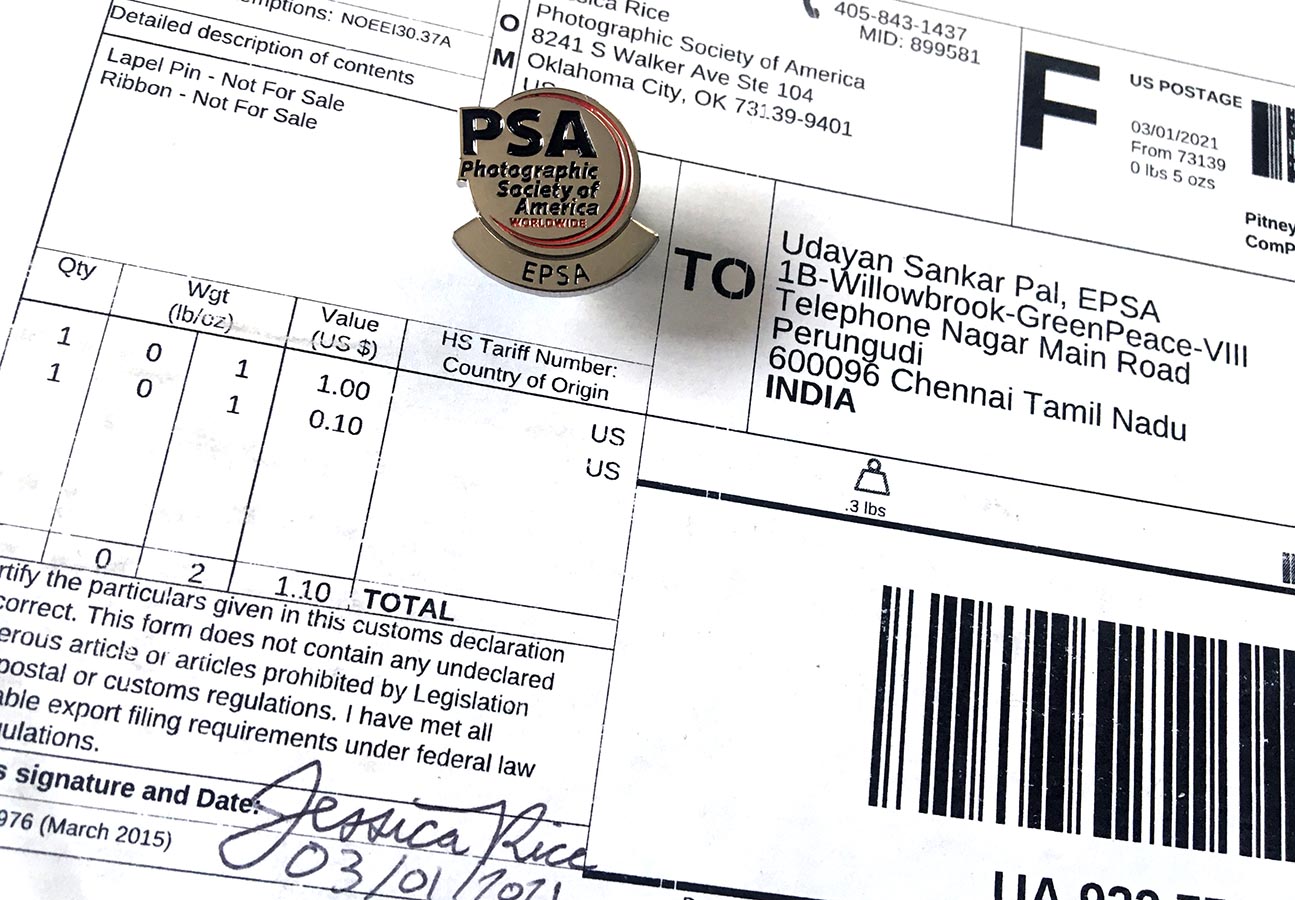 mptions: NOEEI30.37A
Detailed description of contents
Lapel Pin - Not For Sale
Ribbon - Not For Sale
O
M
ica Rice
Photographic Society of America
8241 S Walker Ave Ste 104
Oklahoma City, OK 73139-9401
US
405-843-1437
MID: 899581
F
US POSTAGE
03/01/2021
From 73139
0 lbs 5 ozs
Pitney
ComP
PSA
Photographic
Society of
America
WORLDWIDE
EPSA
TO
Udayan Sankar Pal, EPSA
1B-Willowbrook-GreenPeace-VIII
Telephone Nagar Main Road
Perungudi
600096 Chennai Tamil Nadu
INDIA
.3 lbs
Qty
Wgt
(lb/oz)
Value
(US $)
HS Tariff Number:
Country of Origin
1 0 1 1.00 US
1 0 1 0.10 US
0 2 1.10 TOTAL
rtify the particulars given in this customs declaration
correct. This form does not contain any undeclared
erous article or articles prohibited by Legislation
postal or customs regulations. I have met all
able export filing requirements under federal law
ulations.
s signature and Date:
Jessica Rice
03/01/2021
976 (March 2015)